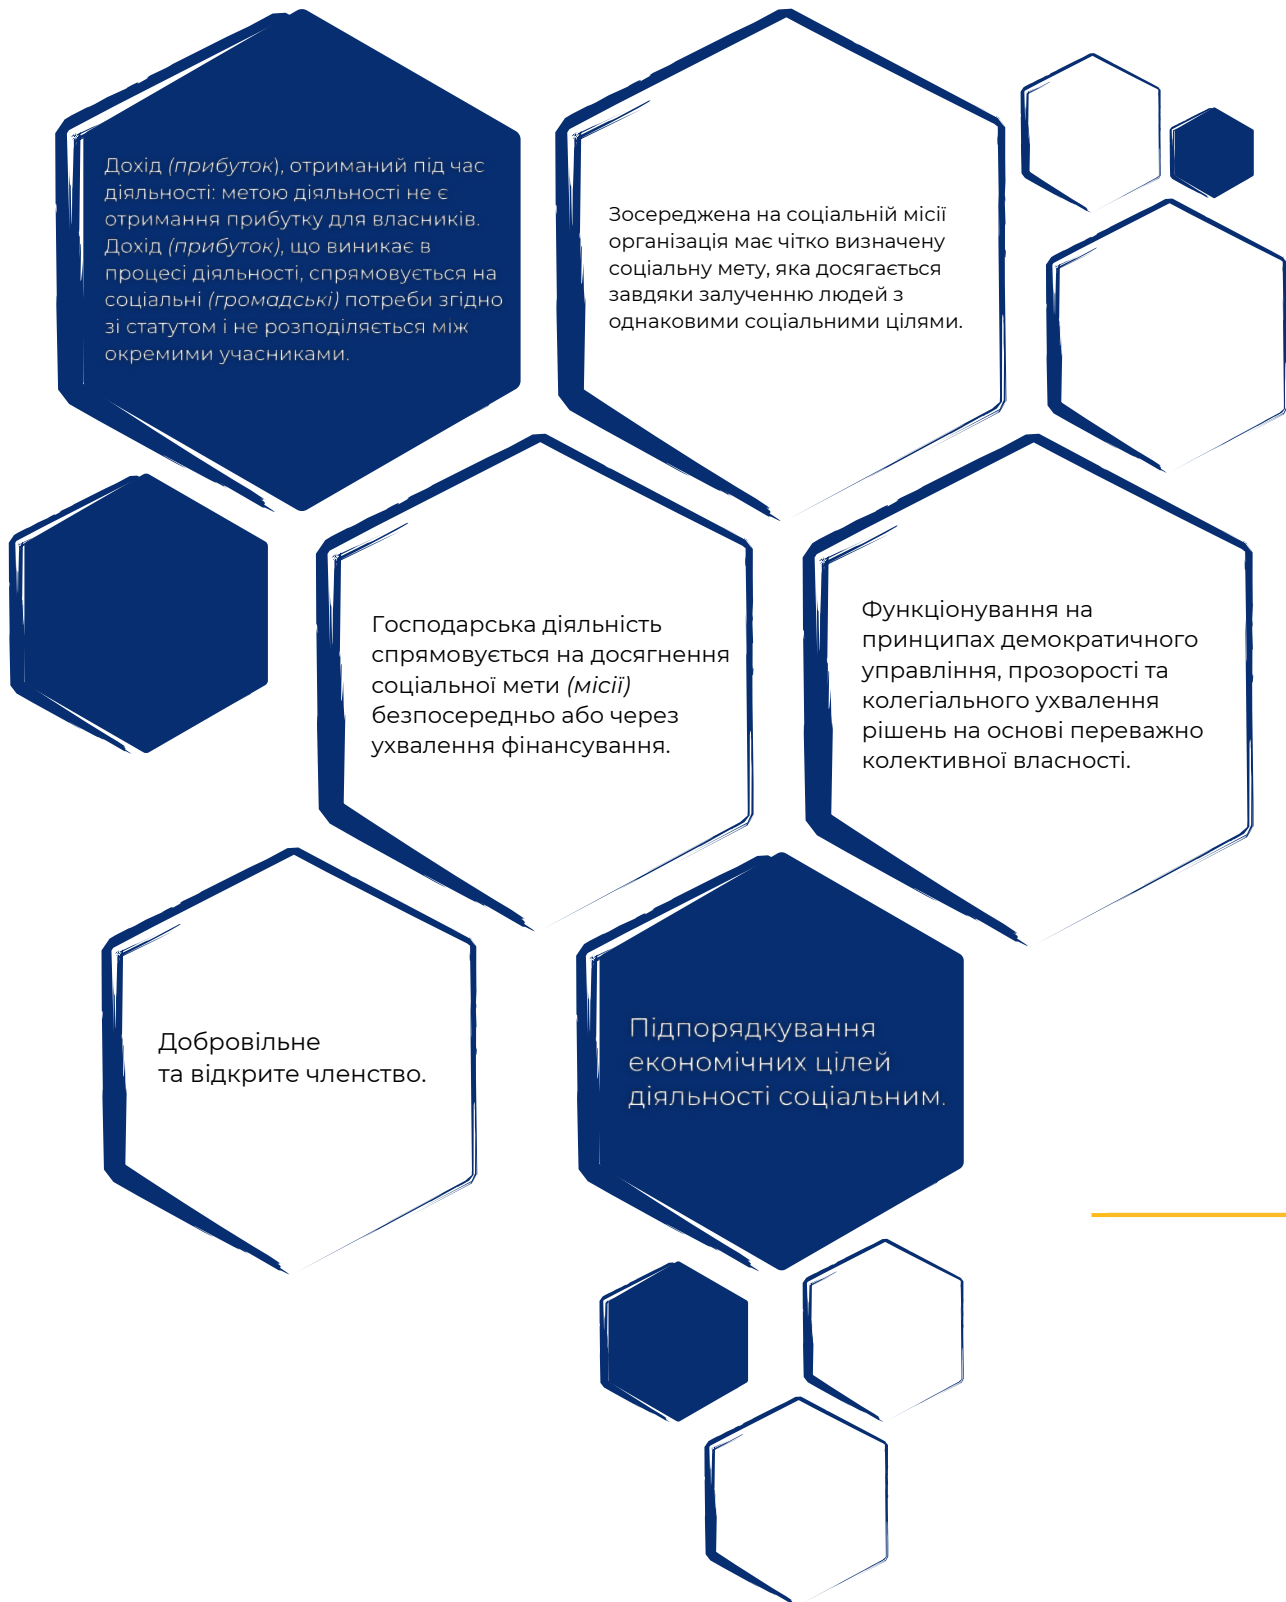 Дохід (прибуток), отриманий під час
діяльності: метою діяльності не є
отримання прибутку для власників.
Дохід (прибуток), що виникає в
процесі діяльності, спрямовується на
соціальні (громадські) потреби згідно
зі статутом і не розподіляється між
окремими учасниками.
Зосереджена на соціальній місії
організація має чітко визначену
соціальну мету, яка досягається
завдяки залученню людей з
однаковими соціальними цілями.
Господарська діяльність
спрямовується на досягнення
соціальної мети (місії)
безпосередньо або через
ухвалення фінансування.
Функціонування на
принципах демократичного
управління, прозорості та
колегіального ухвалення
рішень на основі переважно
колективної власності.
Добровільне
та відкрите членство.
Підпорядкування
економічних цілей
діяльності соціальним.